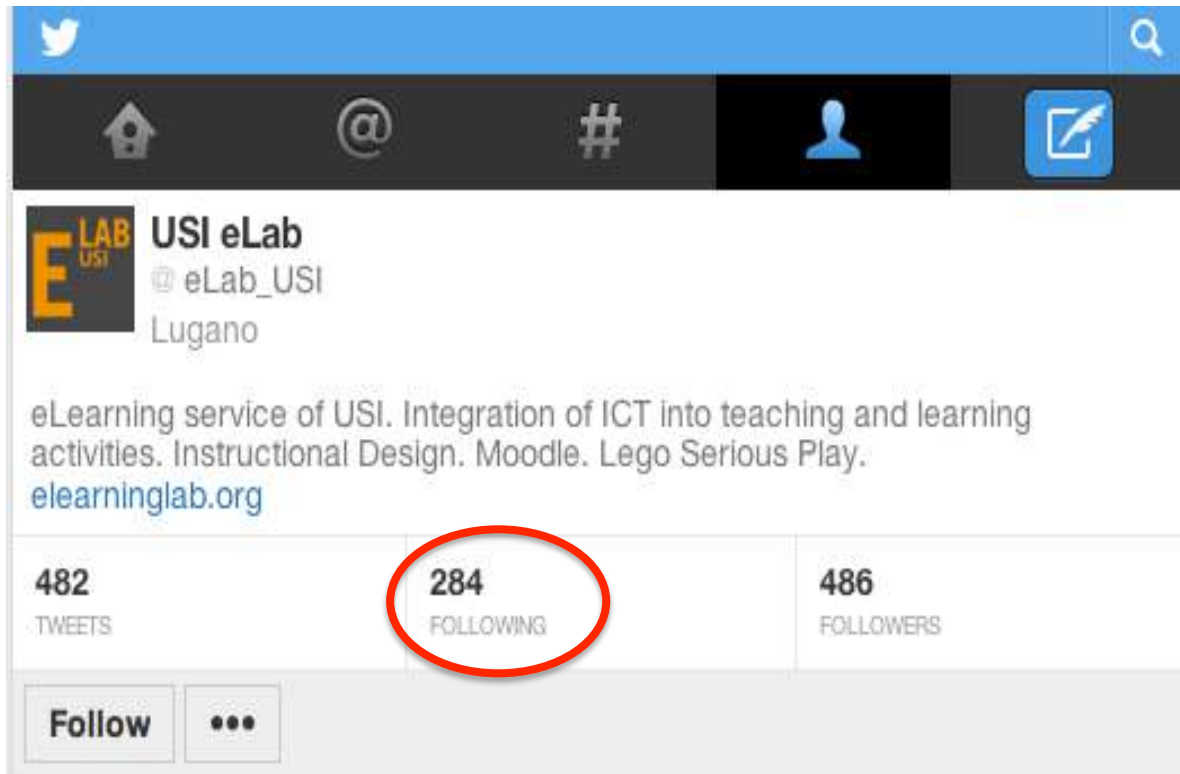 @ #
E LAB
USI
USI eLab
@ eLab_USI
Lugano
eLearning service of USI. Integration of ICT into teaching and learning
activities. Instructional Design. Moodle. Lego Serious Play.
elearninglab.org
482 284 486
TWEETS FOLLOWING FOLLOWERS
Follow •••